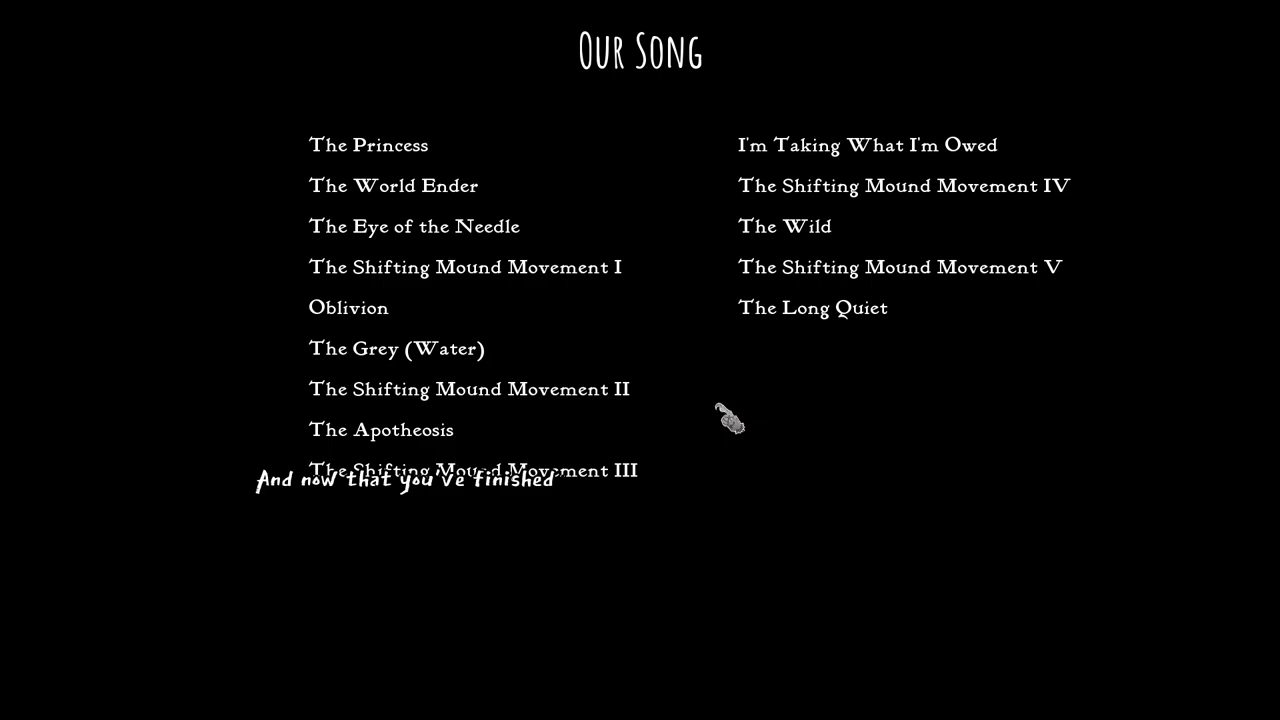 Our Song
The Princess
The World Ender
The Eye of the Needle
The Shifting Mound Movement I
Oblivion
The Grey (Water)
The Shifting Mound Movement II
The Apotheosis
The Shifting Mound Movement III
And now that you've finished
I'm Taking What I'm Owed
The Shifting Mound Movement IV
The Wild
The Shifting Mound Movement V
The Long Quiet